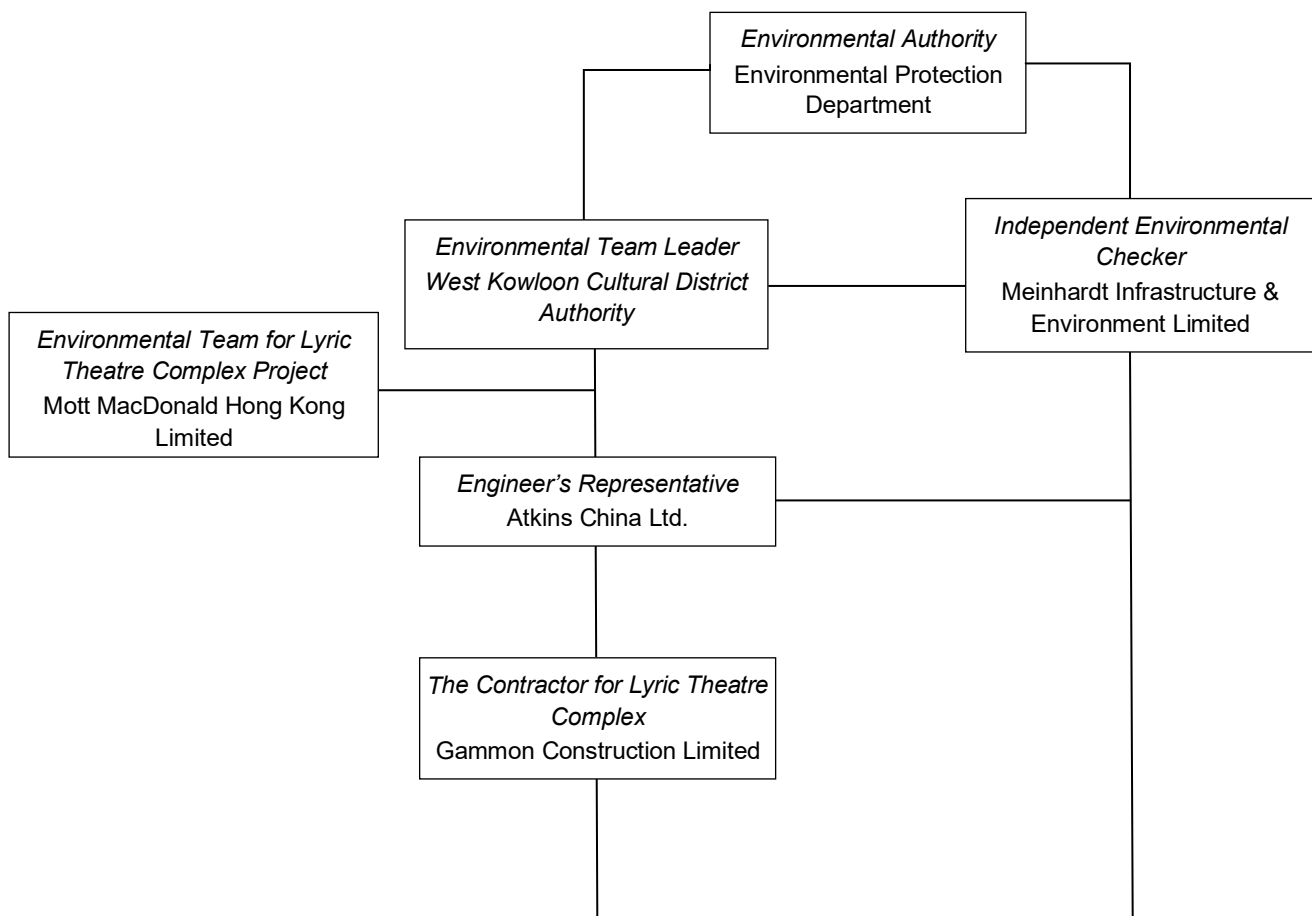 Environmental Authority
Environmental Protection
Department
Environmental Team Leader
West Kowloon Cultural District
Authority
Independent Environmental
Checker
Meinhardt Infrastructure &
Environment Limited
Environmental Team for Lyric
Theatre Complex Project
Mott MacDonald Hong Kong
Limited
Engineer’s Representative
Atkins China Ltd.
The Contractor for Lyric Theatre
Complex
Gammon Construction Limited